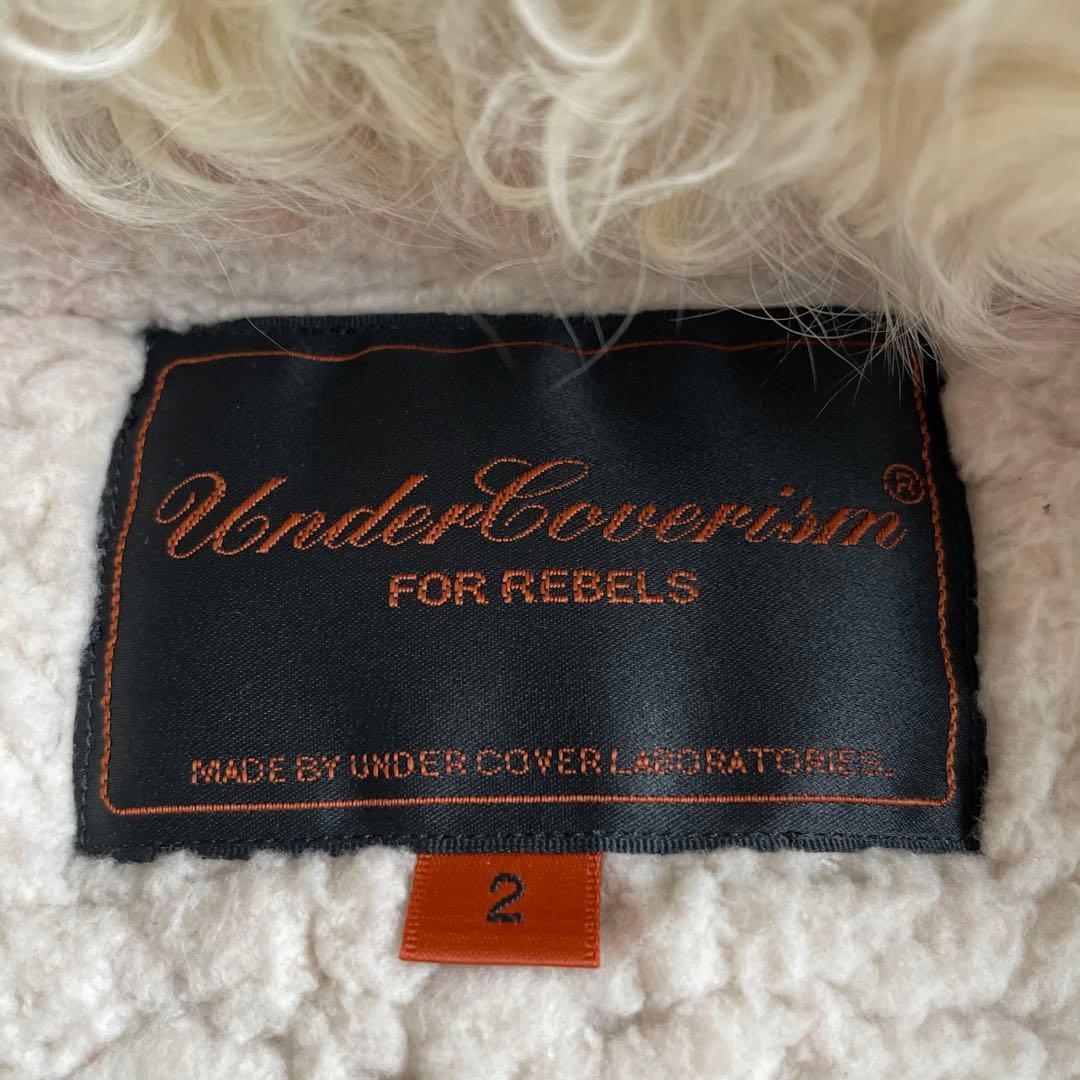 UnderCoverism®
FOR REBELS
MADE BY UNDER COVER LABORATORIES.
2